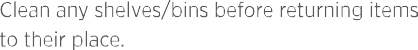 Clean any shelves/bins before returning items
to their place.